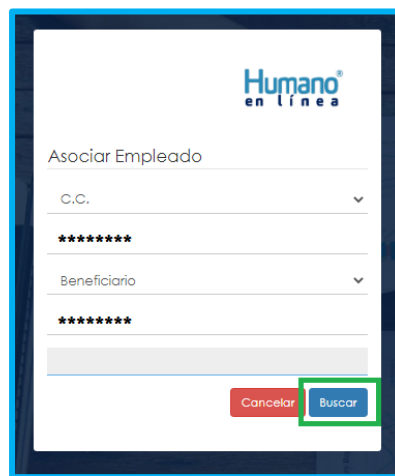 Humano®
en línea
Asociar Empleado
C.C.
********
Beneficiario
********
Cancelar Buscar